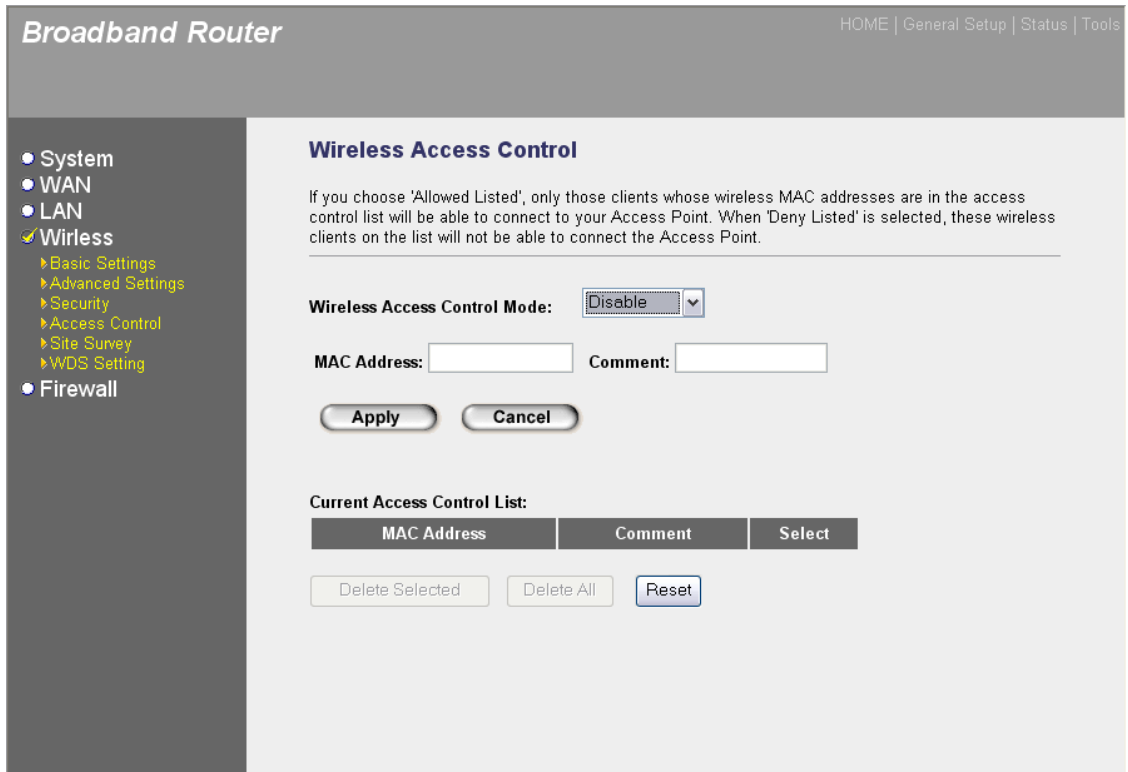 Broadband Router
HOME | General Setup | Status | Tools
System
WAN
LAN
Wirless
Basic Settings
Advanced Settings
Security
Access Control
Site Survey
WDS Setting
Firewall
Wireless Access Control
If you choose 'Allowed Listed', only those clients whose wireless MAC addresses are in the access
control list will be able to connect to your Access Point. When 'Deny Listed' is selected, these wireless
clients on the list will not be able to connect the Access Point.
Wireless Access Control Mode: Disable
MAC Address: Comment:
Apply Cancel
Current Access Control List:
MAC Address Comment Select
Delete Selected Delete All Reset